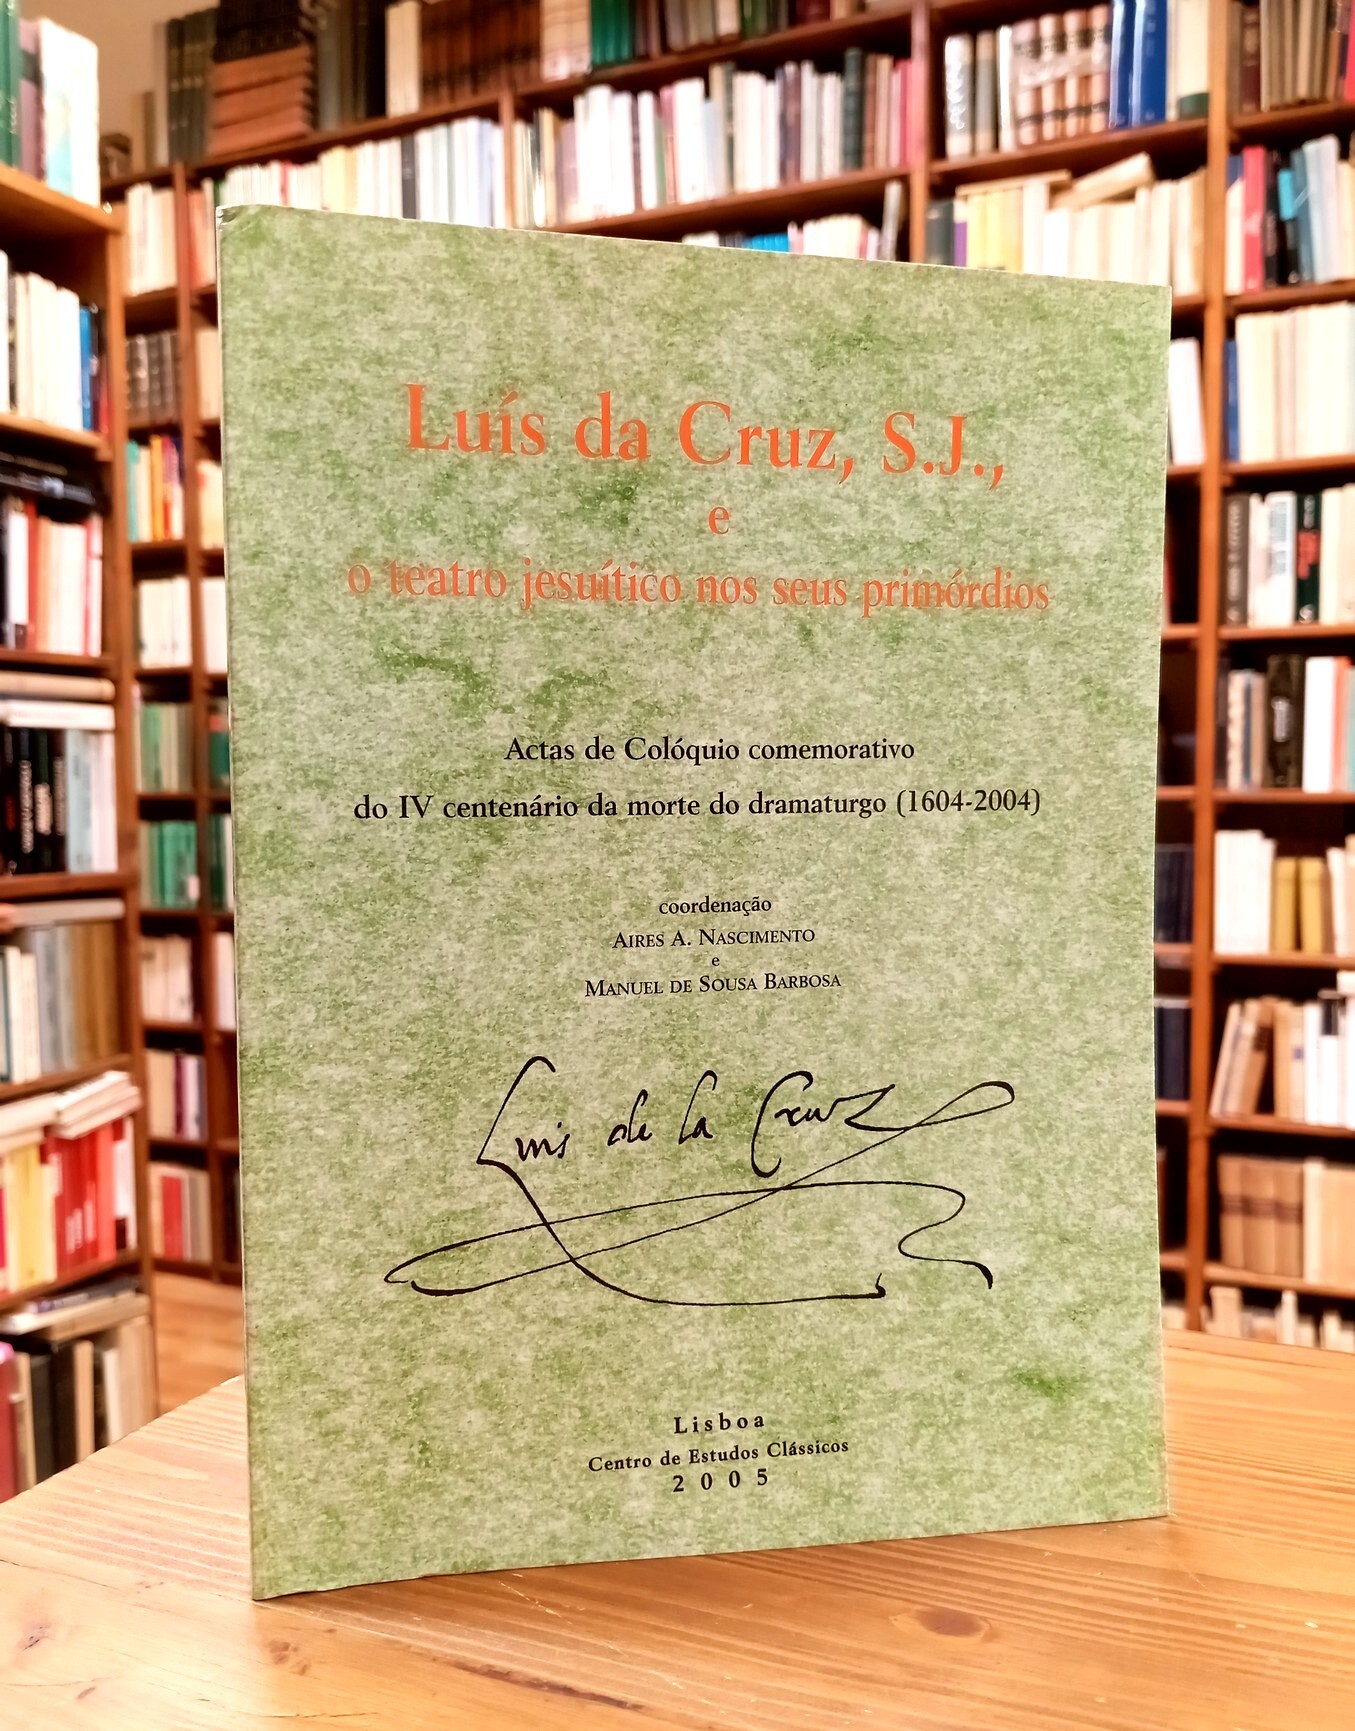 Luís da Cruz, S.J.,
e
o teatro jesuítico nos seus primórdios
Actas de Colóquio comemorativo
do IV centenário da morte do dramaturgo (1604-2004)
coordenação
AIRES A. NASCIMENTO
e
MANUEL DE SOUSA BARBOSA
Luis de la Cruz
Lisboa
Centro de Estudos Clássicos
2005